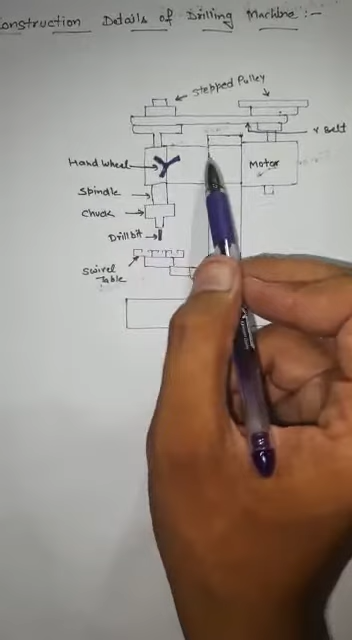 Construction Details of Drilling Machine :-
Stepped Pulley
V Belt
Hand wheel
Motor
Spindle
Chuck
Drill bit
Swivel
Table